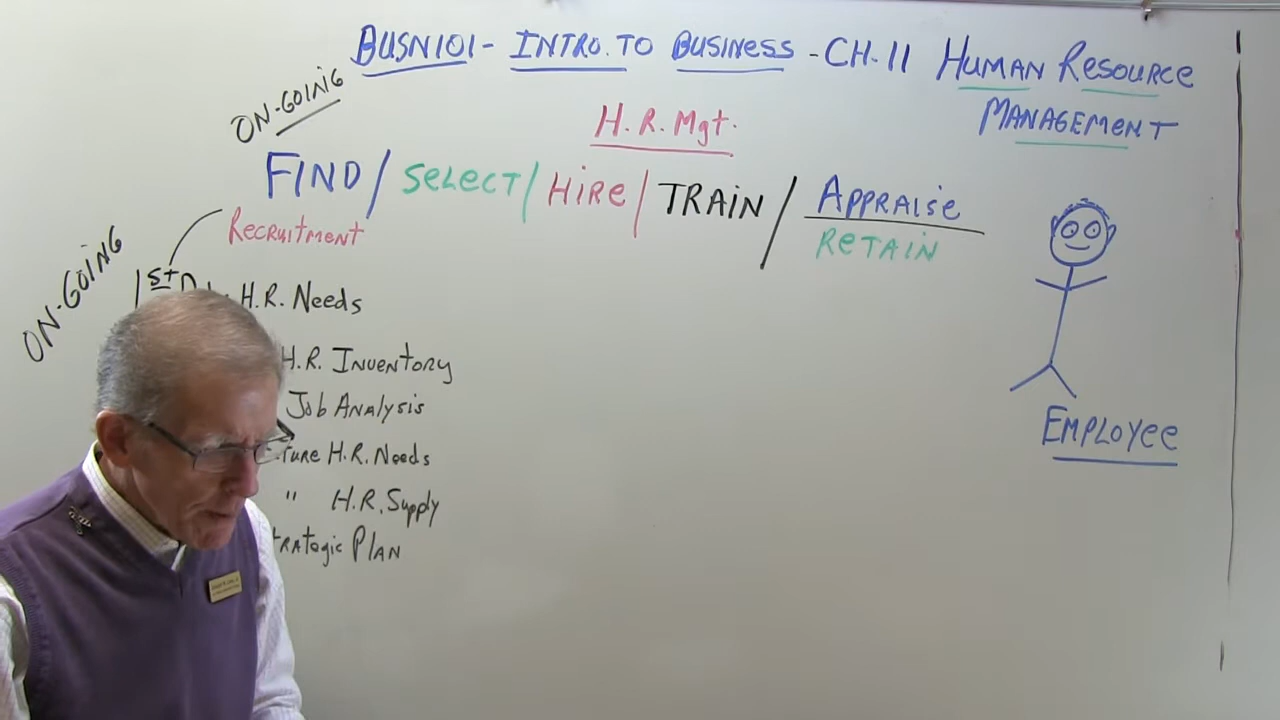 BUSN101 - INTRO. TO BUSINESS - CH. 11 HUMAN RESOURCE
MANAGEMENT
ON-GOING
H.R. Mgt.
FIND / SELECT / HIRE / TRAIN / APPRAISE
RETAIN
RECRUITMENT
ON-GOING
1st
H.R. Needs
H.R. INVENTORY
Job ANALYSIS
H.R. Needs
" H.R. Supply
PLAN
EMPLOYEE